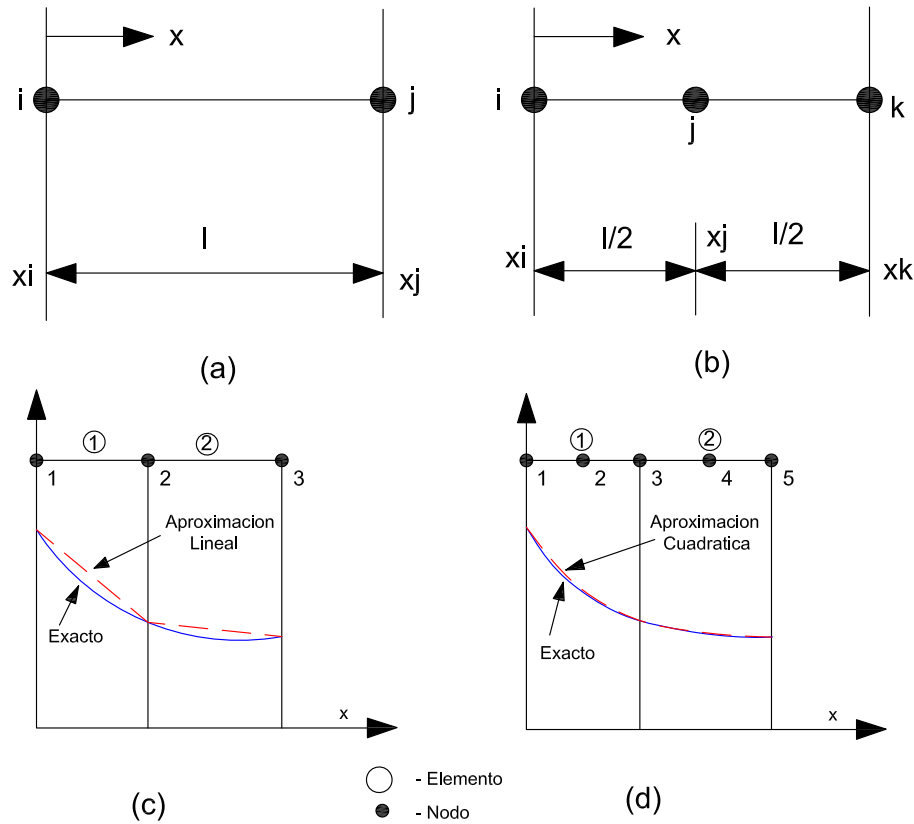 x
i
j
l
xi
xj
(a)
x
i
j
k
l/2
xj
l/2
xi
xk
(b)
1
2
1
2
3
Aproximacion
Lineal
Exacto
x
(c)
1
2
1
2
3
4
5
Aproximacion
Cuadratica
Exacto
x
(d)
- Elemento
- Nodo